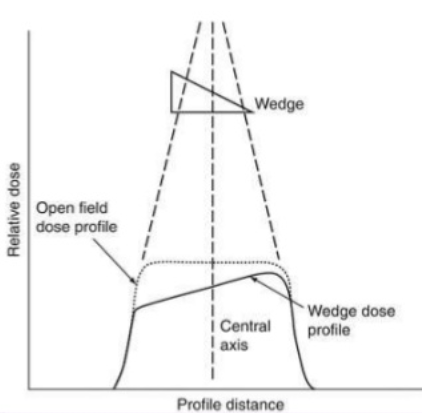 Wedge
Relative dose
Open field
dose profile
Wedge dose
profile
Central
axis
Profile distance